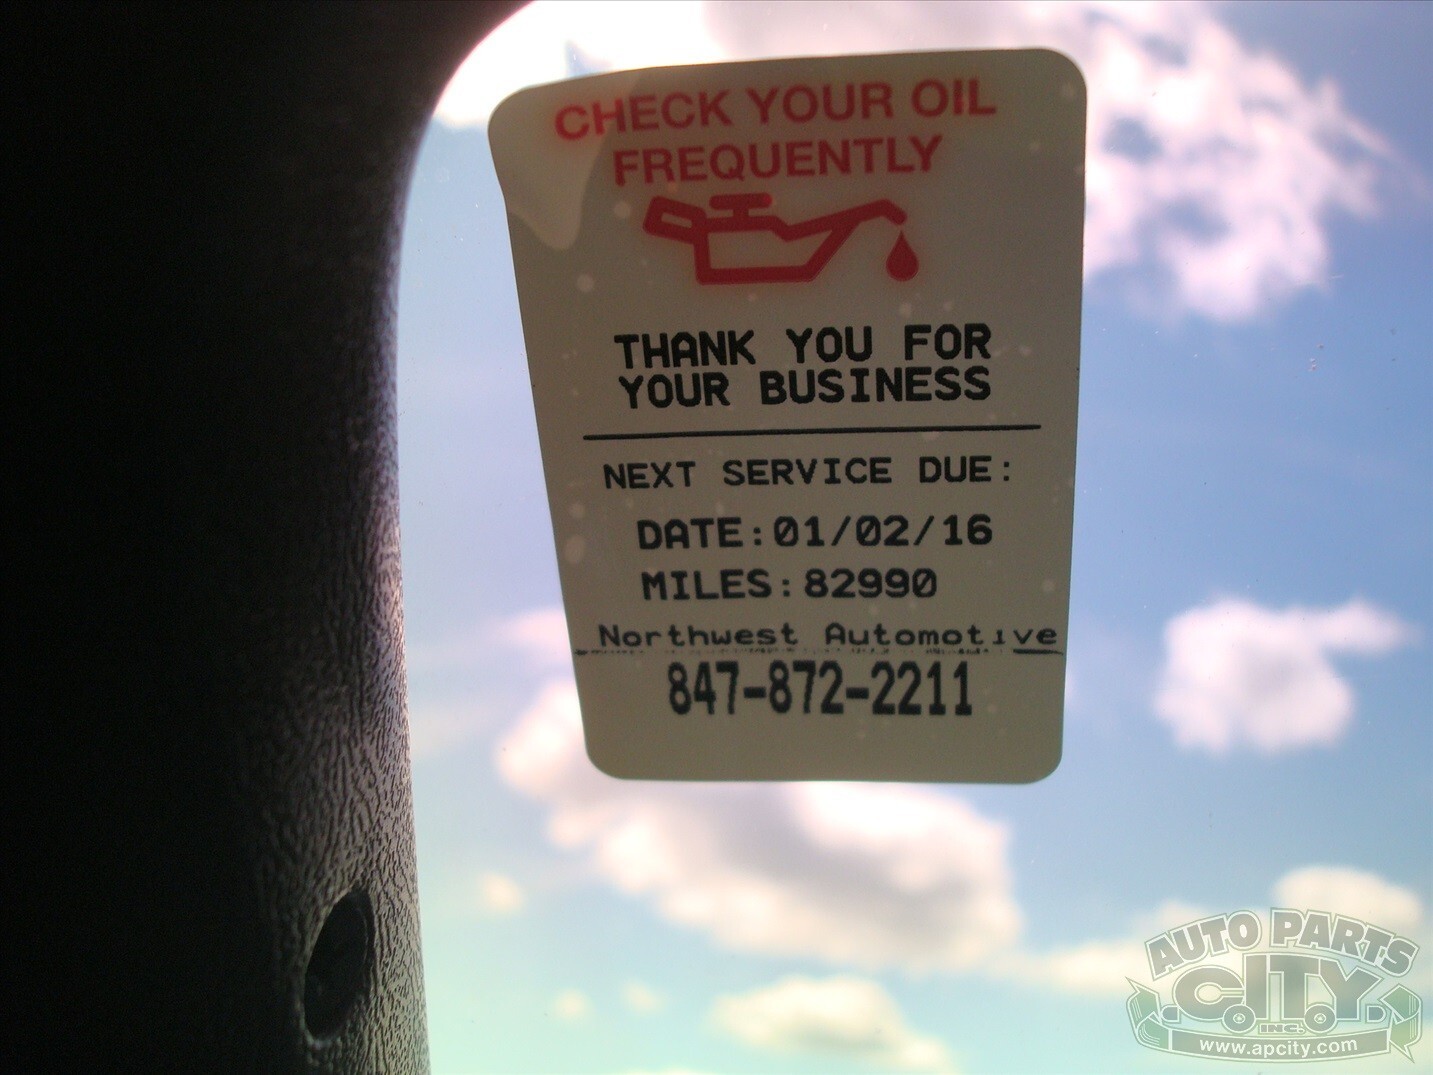 CHECK YOUR OIL
FREQUENTLY
THANK YOU FOR
YOUR BUSINESS
NEXT SERVICE DUE:
DATE:01/02/16
MILES:82990
Northwest Automotive
847-872-2211
AUTO PARTS
CITY
INC.
www.apcity.com